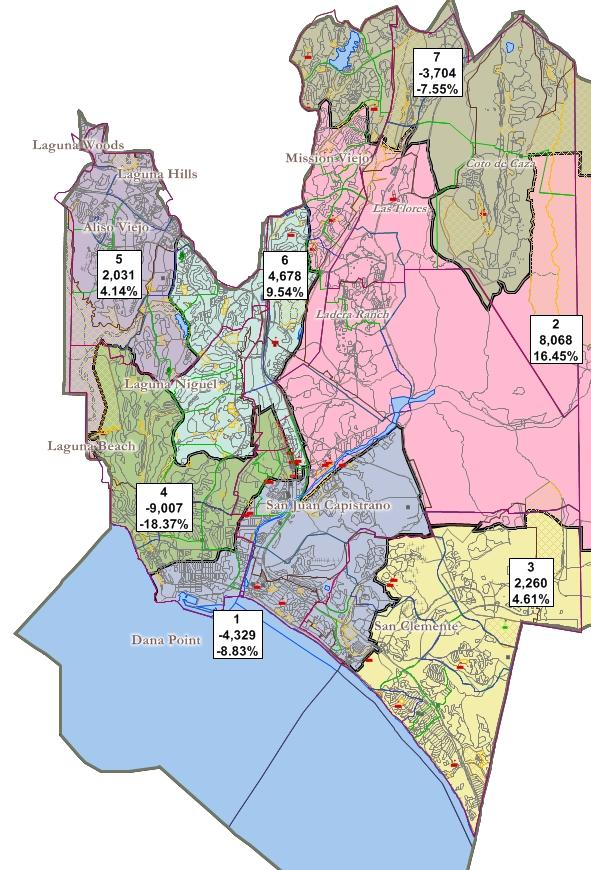 7
-3,704
-7.55%
Laguna Woods
Mission Viejo
Coto de Caza
Laguna Hills
Las Flores
Aliso Viejo
5
2,031
4.14%
6
4,678
9.54%
Ladera Ranch
2
8,068
16.45%
Laguna Niguel
Laguna Beach
4
-9,007
-18.37%
San Juan Capistrano
3
2,260
4.61%
1
-4,329
-8.83%
San Clemente
Dana Point